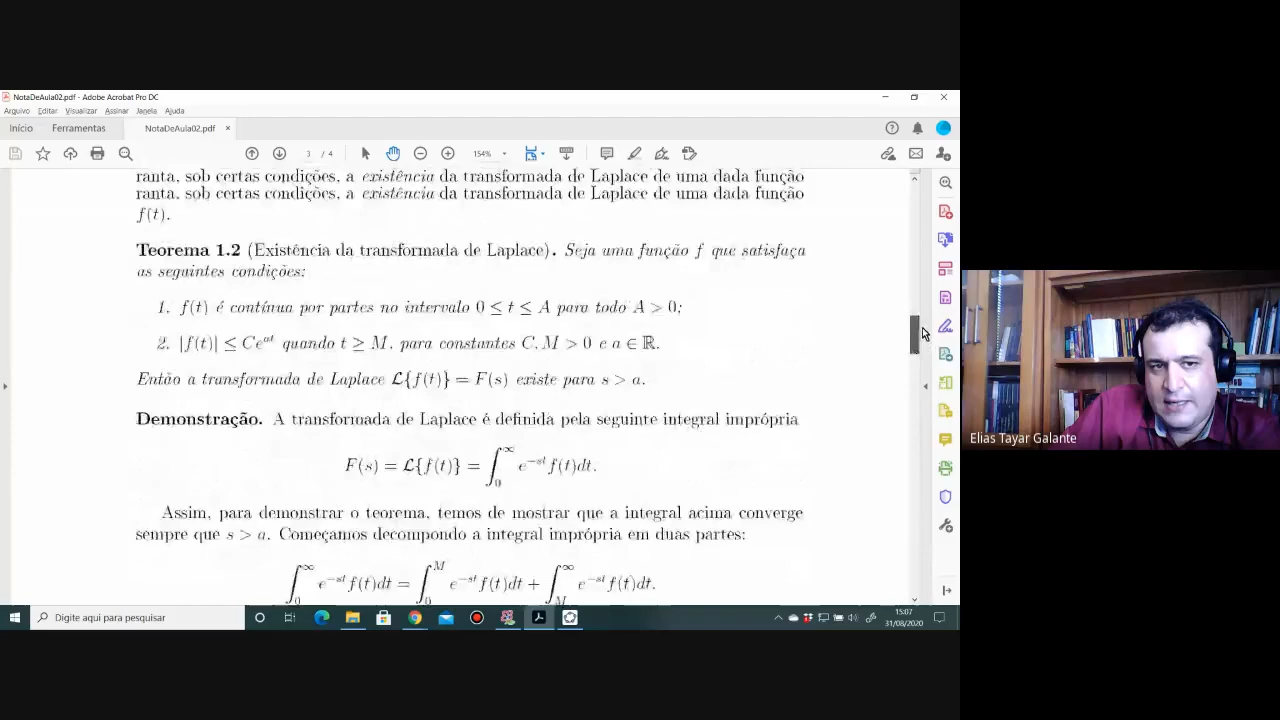 NotaDeAula02.pdf - Adobe Acrobat Pro DC
Arquivo Editar Visualizar Assinar Janela Ajuda
Início Ferramentas NotaDeAula02.pdf ×
3 / 4 154%
ranta, sob certas condições, a existência da transformada de Laplace de uma dada função
ranta, sob certas condições, a existência da transformada de Laplace de uma dada função
f(t).
Teorema 1.2 (Existência da transformada de Laplace). Seja uma função f que satisfaça
as seguintes condições:
1. f(t) é contínua por partes no intervalo 0 ≤ t ≤ A para todo A > 0;
2. |f(t)| ≤ Ce^{at} quando t ≥ M, para constantes C, M > 0 e a ∈ ℝ.
Então a transformada de Laplace ℒ{f(t)} = F(s) existe para s > a.
Demonstração. A transformada de Laplace é definida pela seguinte integral imprópria
F(s) = ℒ{f(t)} = ∫_0^∞ e^{-st} f(t)dt.
Assim, para demonstrar o teorema, temos de mostrar que a integral acima converge
sempre que s > a. Começamos decompondo a integral imprópria em duas partes:
∫_0^∞ e^{-st} f(t)dt = ∫_0^M e^{-st} f(t)dt + ∫_M^∞ e^{-st} f(t)dt.
Elias Tayar Galante
Digite aqui para pesquisar
15:07
31/08/2020